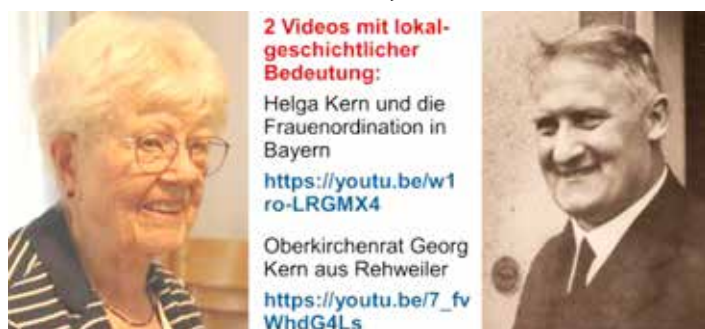 2 Videos mit lokal-
geschichtlicher
Bedeutung:
Helga Kern und die
Frauenordination in
Bayern
https://youtu.be/w1
ro-LRGMX4
Oberkirchenrat Georg
Kern aus Rehweiler
https://youtu.be/7_fv
WhdG4Ls